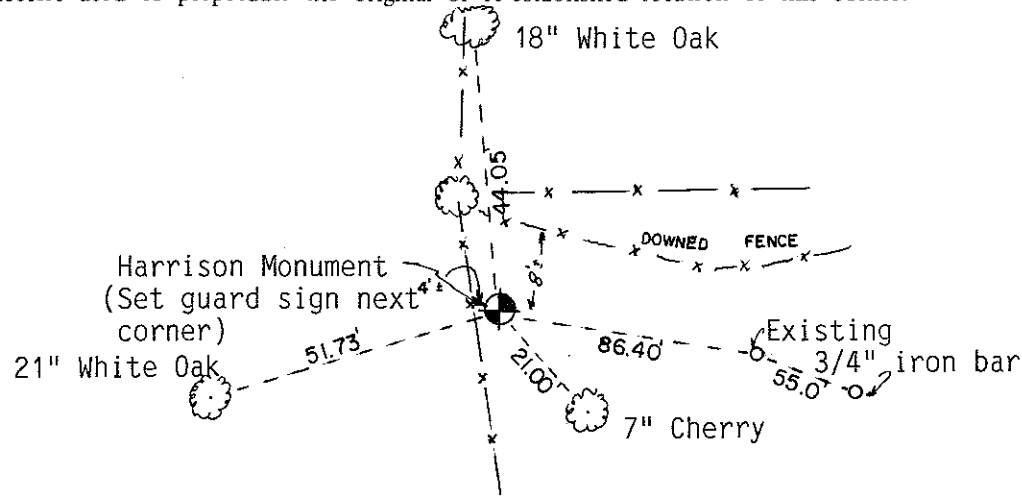 18" White Oak
44.05
DOWNED FENCE
8'±
Harrison Monument
(Set guard sign next
corner)
4'±
51.73'
21" White Oak
86.40'
21.00
Existing
3/4" iron bar
55.0'
7" Cherry